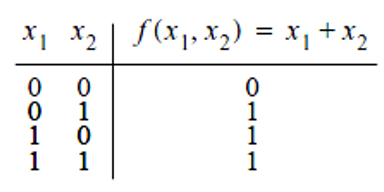 x₁ x₂ f(x₁, x₂) = x₁ + x₂
0 0 0
0 1 1
1 0 1
1 1 1